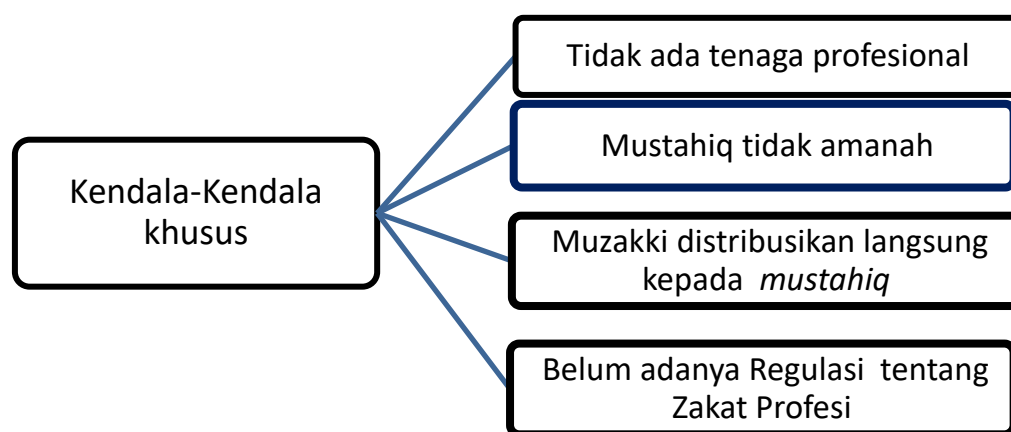 Kendala-Kendala
khusus
Tidak ada tenaga profesional
Mustahiq tidak amanah
Muzakki distribusikan langsung
kepada mustahiq
Belum adanya Regulasi tentang
Zakat Profesi